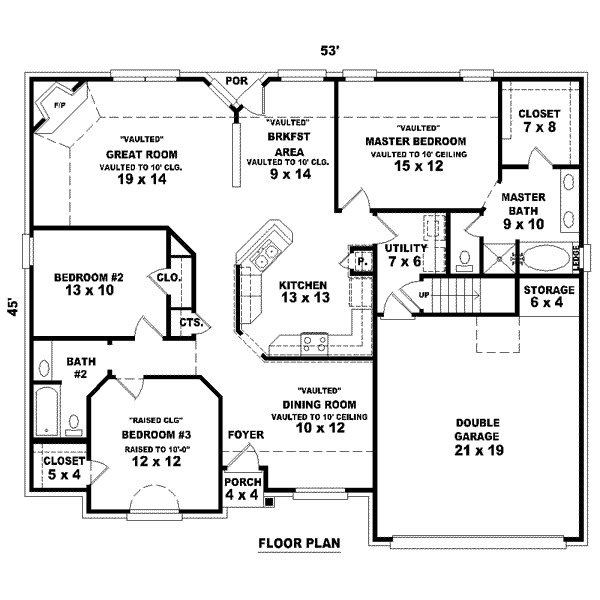 53'
POR
F/P
"VAULTED"
GREAT ROOM
VAULTED TO 10' CLG.
19 x 14
"VAULTED"
BRKFST
AREA
VAULTED TO 10' CLG.
9 x 14
"VAULTED"
MASTER BEDROOM
VAULTED TO 10' CEILING
15 x 12
CLOSET
7 x 8
MASTER
BATH
9 x 10
LEDGE
UTILITY
7 x 6
P.
KITCHEN
13 x 13
BEDROOM #2
13 x 10
CLO.
CTS.
UP
STORAGE
6 x 4
45'
BATH
#2
"RAISED CLG"
BEDROOM #3
RAISED TO 10'-0"
12 x 12
CLOSET
5 x 4
FOYER
PORCH
4 x 4
"VAULTED"
DINING ROOM
VAULTED TO 10' CEILING
10 x 12
DOUBLE
GARAGE
21 x 19
FLOOR PLAN